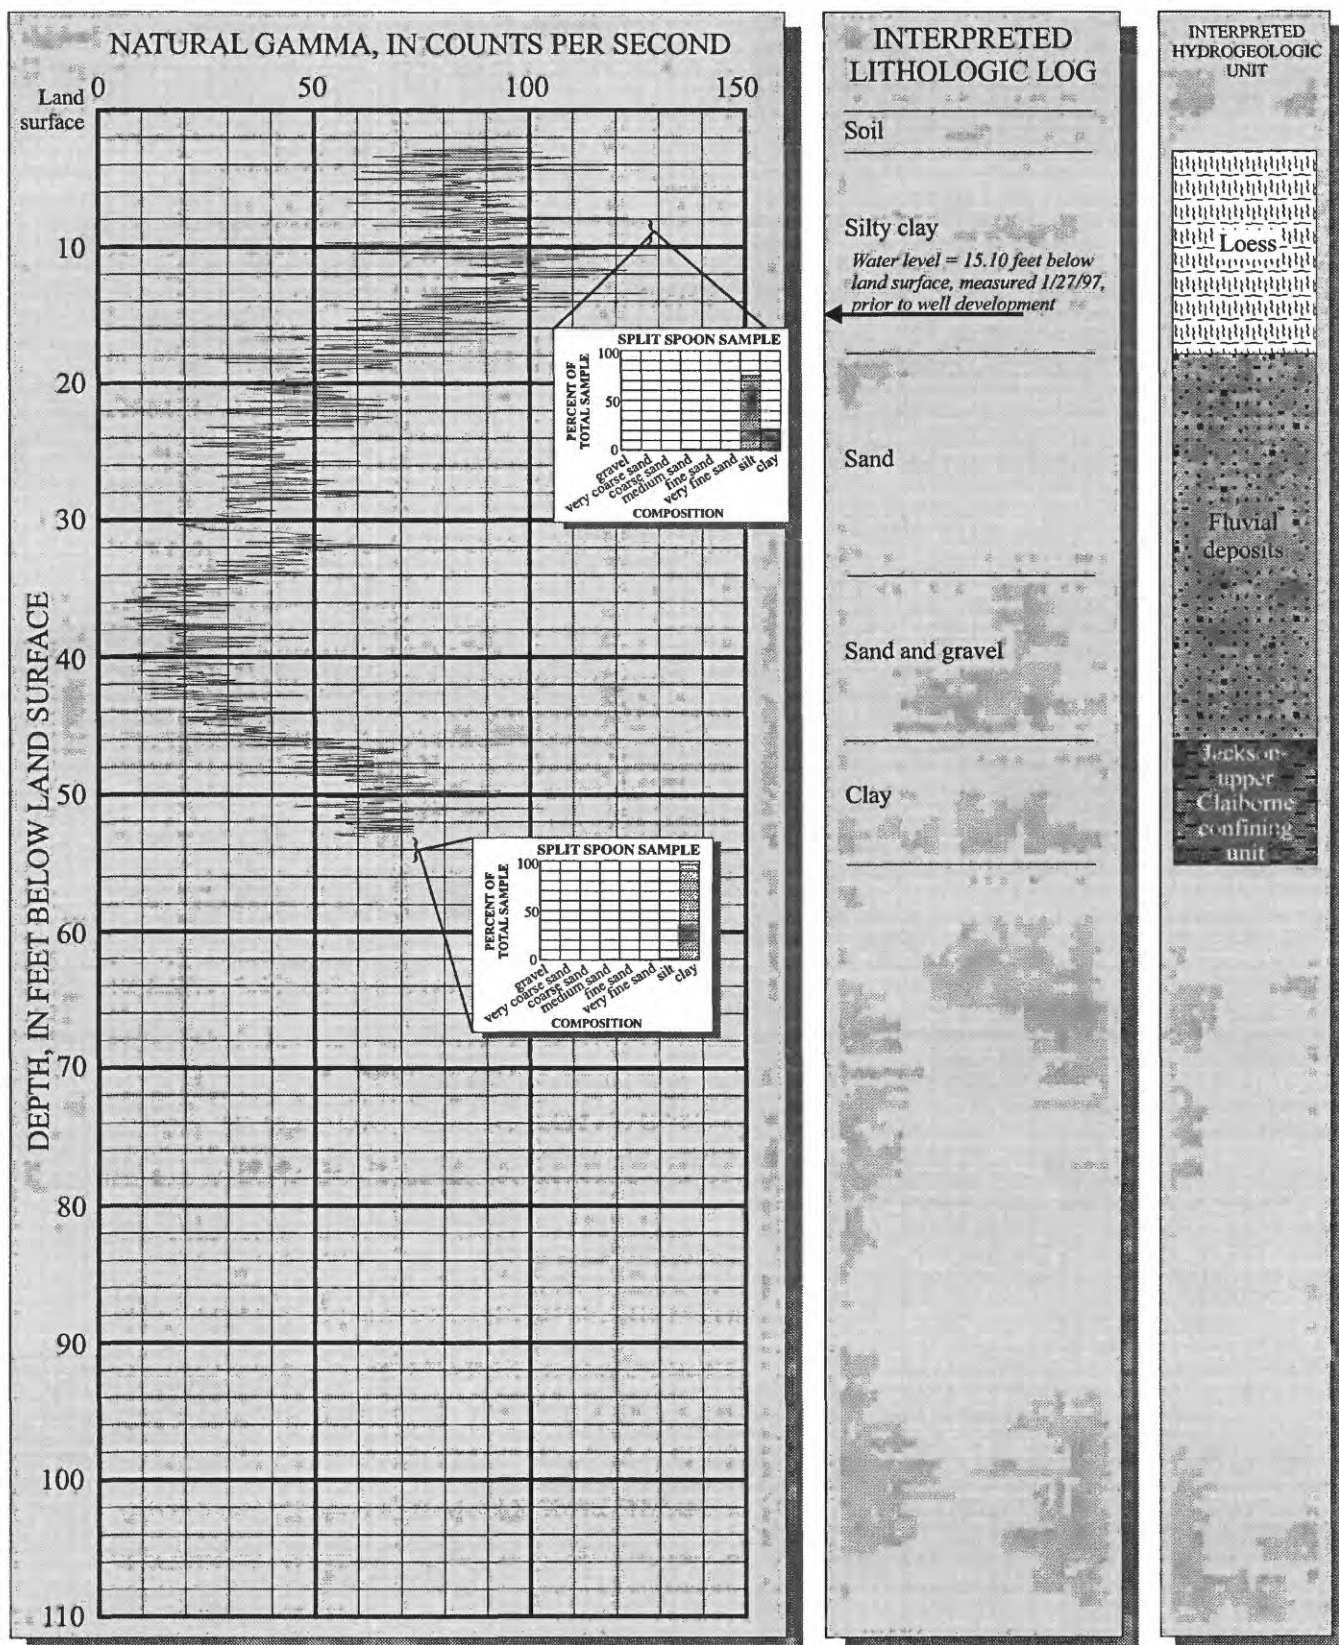 NATURAL GAMMA, IN COUNTS PER SECOND
0 50 100 150
Land
surface
10
20
30
40
50
60
70
80
90
100
110
DEPTH, IN FEET BELOW LAND SURFACE
SPLIT SPOON SAMPLE
PERCENT OF
TOTAL SAMPLE
100
50
0
gravel
very coarse sand
coarse sand
medium sand
fine sand
very fine sand
silt
clay
COMPOSITION
SPLIT SPOON SAMPLE
PERCENT OF
TOTAL SAMPLE
100
50
0
gravel
very coarse sand
coarse sand
medium sand
fine sand
very fine sand
silt
clay
COMPOSITION
INTERPRETED
LITHOLOGIC LOG
Soil
Silty clay
Water level = 15.10 feet below
land surface, measured 1/27/97,
prior to well development
Sand
Sand and gravel
Clay
INTERPRETED
HYDROGEOLOGIC
UNIT
Loess
Fluvial
deposits
Jackson-
upper
Claiborne
confining
unit